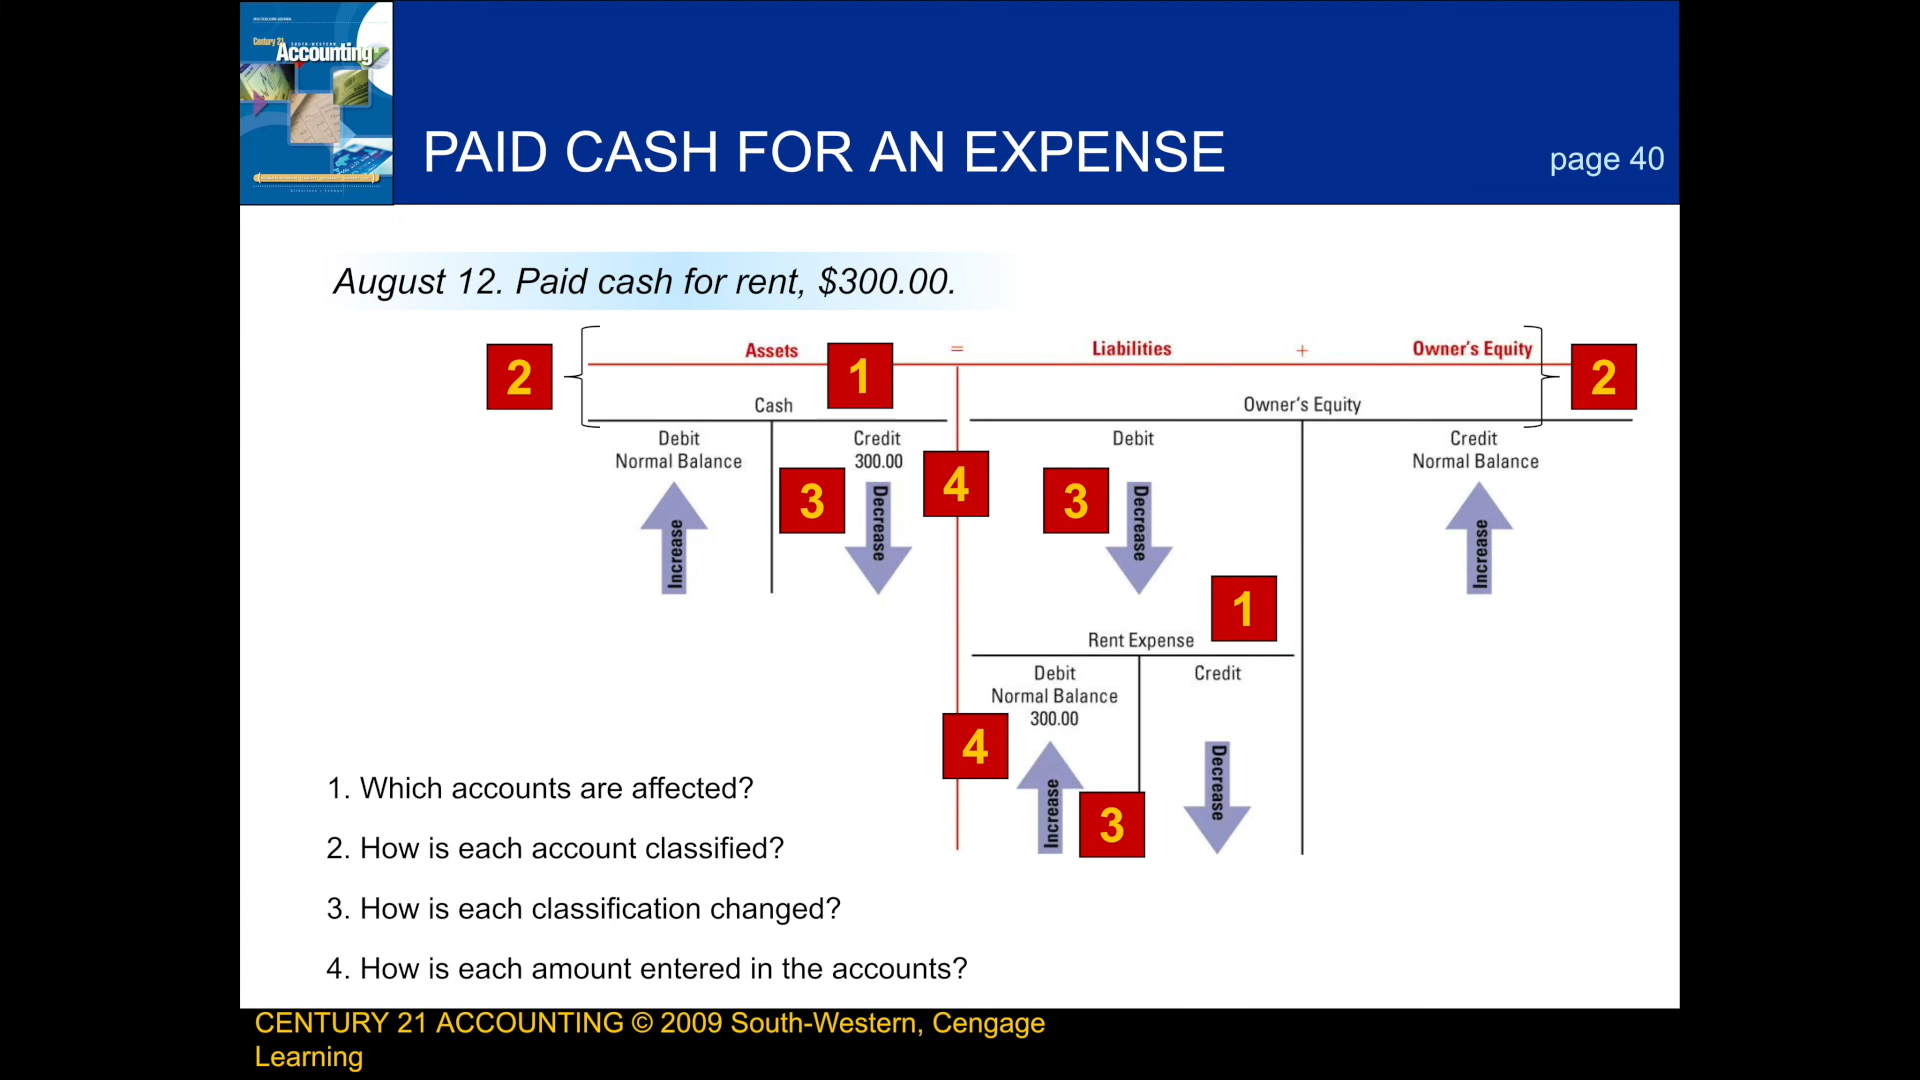 Century 21
SOUTH-WESTERN
Accounting
PAID CASH FOR AN EXPENSE
page 40
August 12. Paid cash for rent, $300.00.
Assets = Liabilities + Owner's Equity
2
1
2
Cash
Owner's Equity
Debit
Normal Balance
Credit
300.00
Debit
Credit
Normal Balance
Increase
3
Decrease
4
3
Decrease
Increase
1
Rent Expense
Debit
Normal Balance
300.00
Credit
4
Increase
3
Decrease
1. Which accounts are affected?
2. How is each account classified?
3. How is each classification changed?
4. How is each amount entered in the accounts?
CENTURY 21 ACCOUNTING © 2009 South-Western, Cengage
Learning